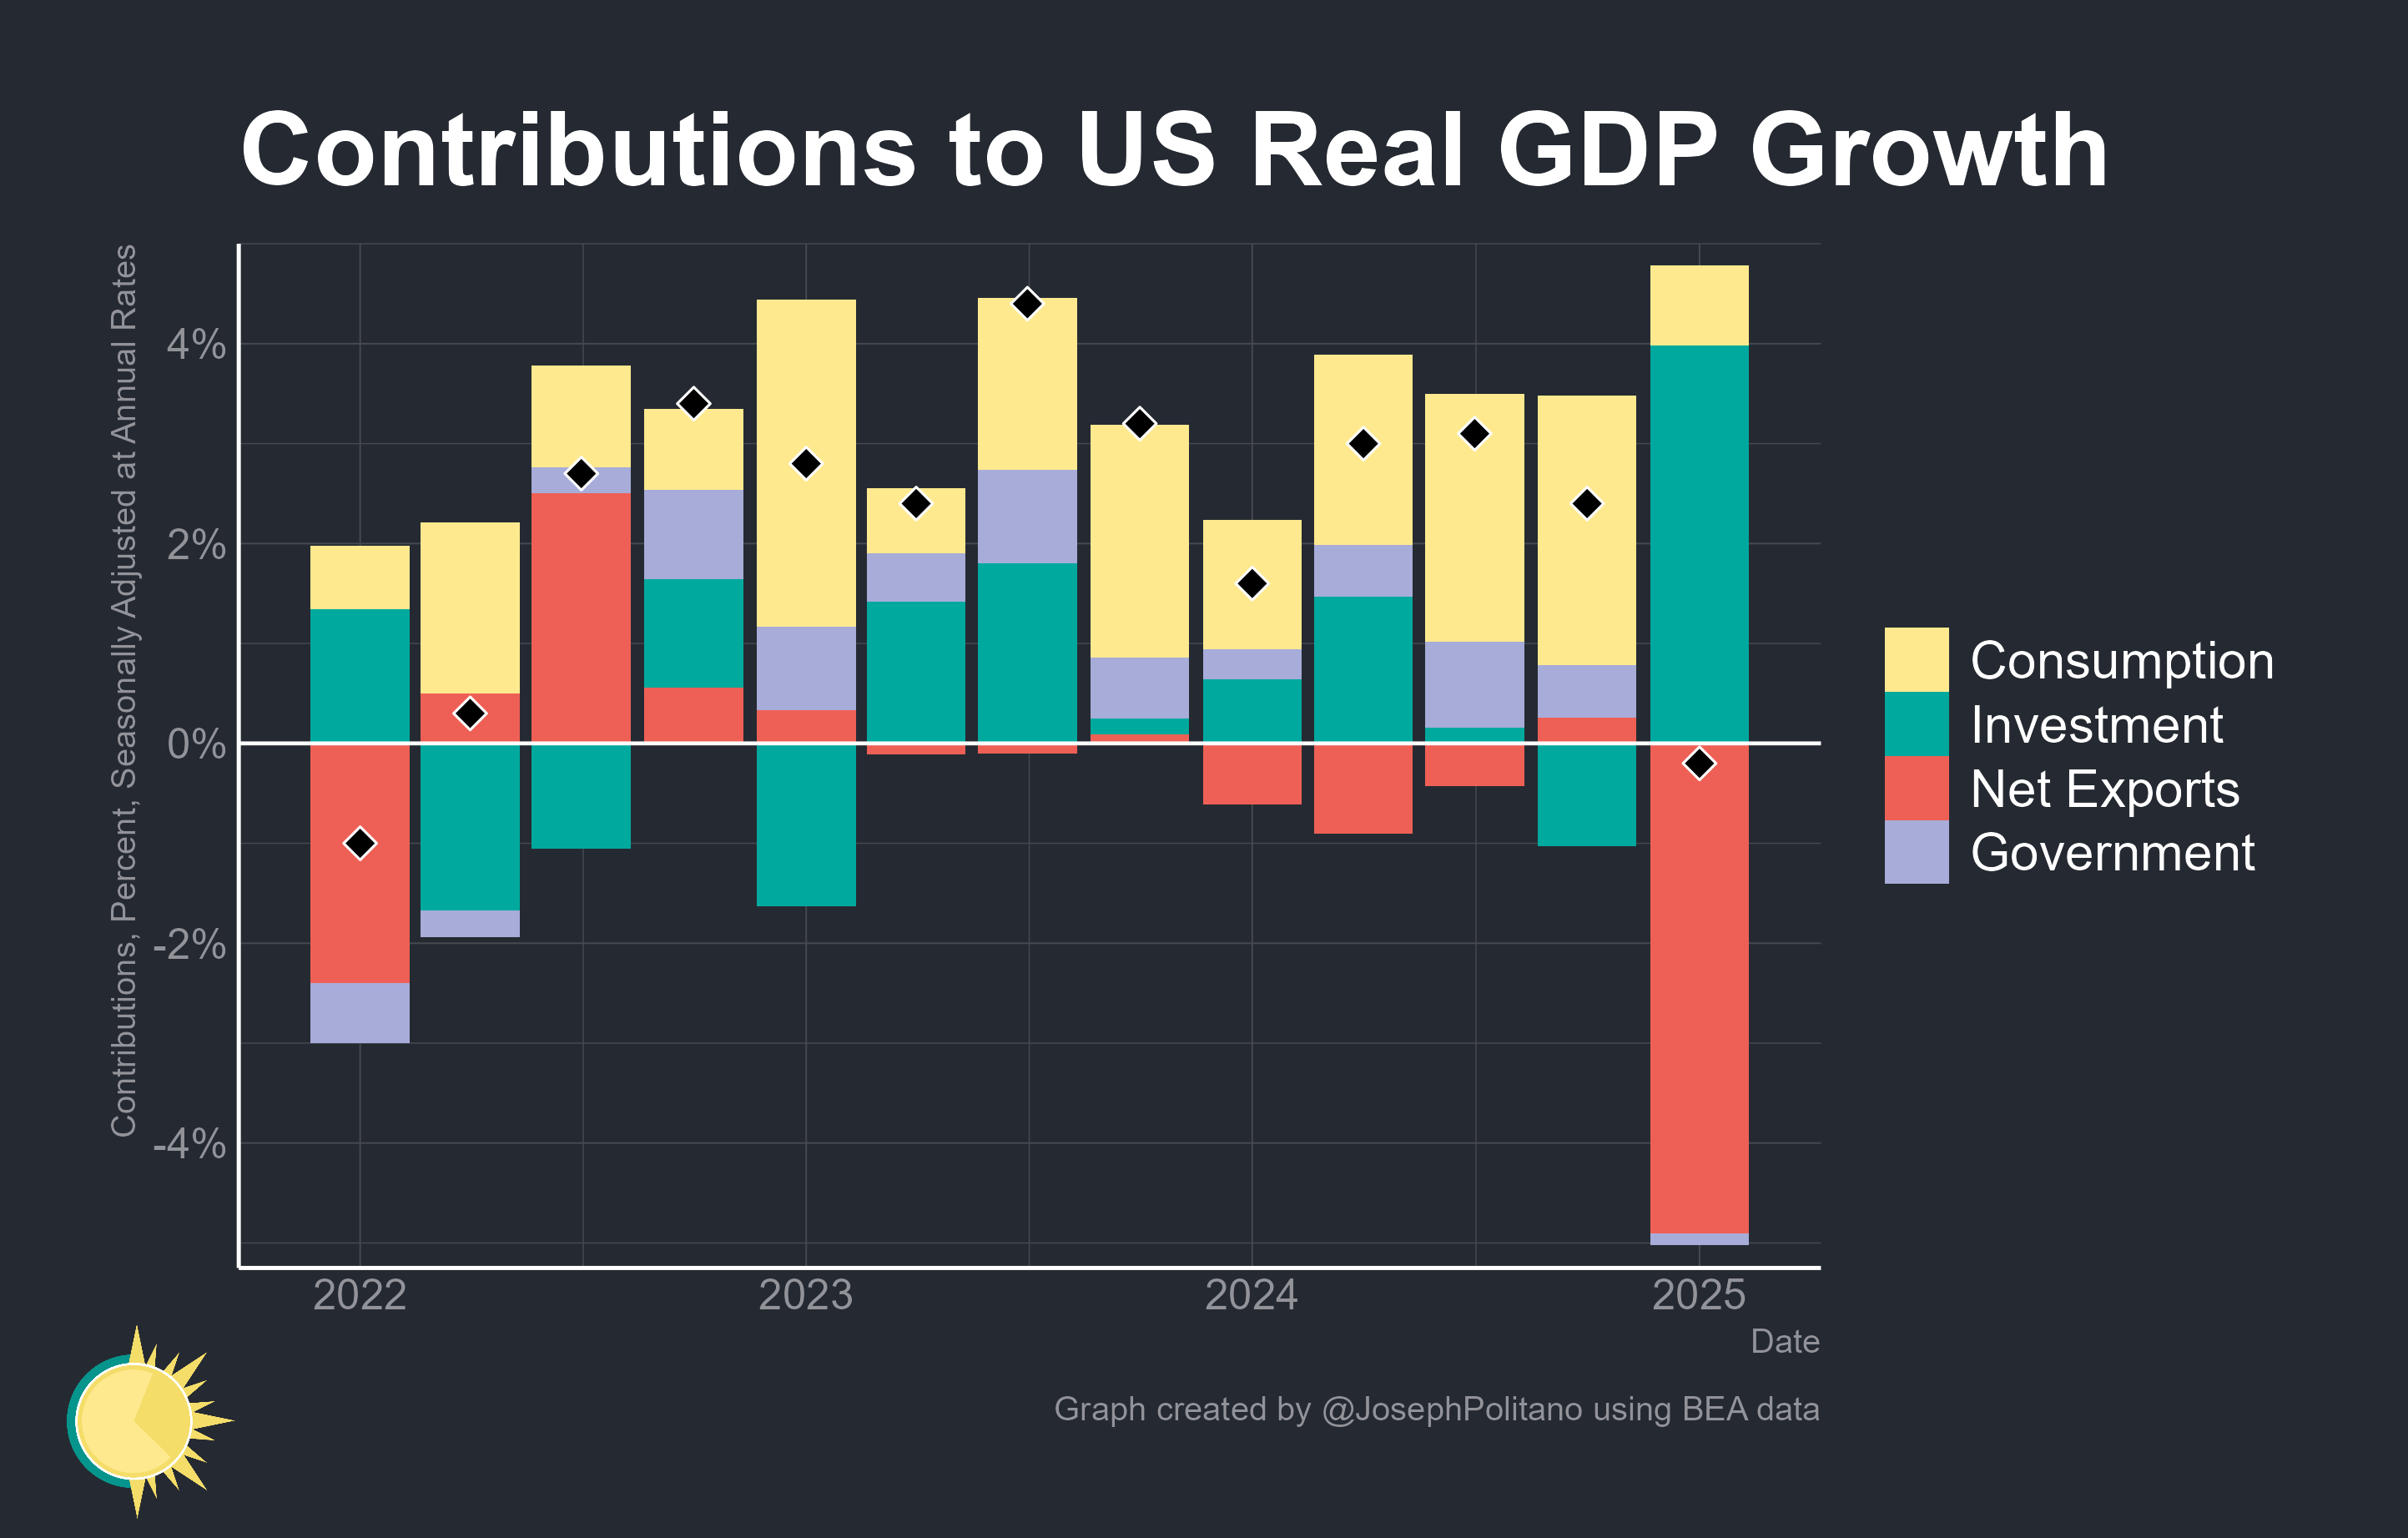 Contributions to US Real GDP Growth
Contributions, Percent, Seasonally Adjusted at Annual Rates
4%
2%
0%
-2%
-4%
2022
2023
2024
2025
Date
Consumption
Investment
Net Exports
Government
Graph created by @JosephPolitano using BEA data